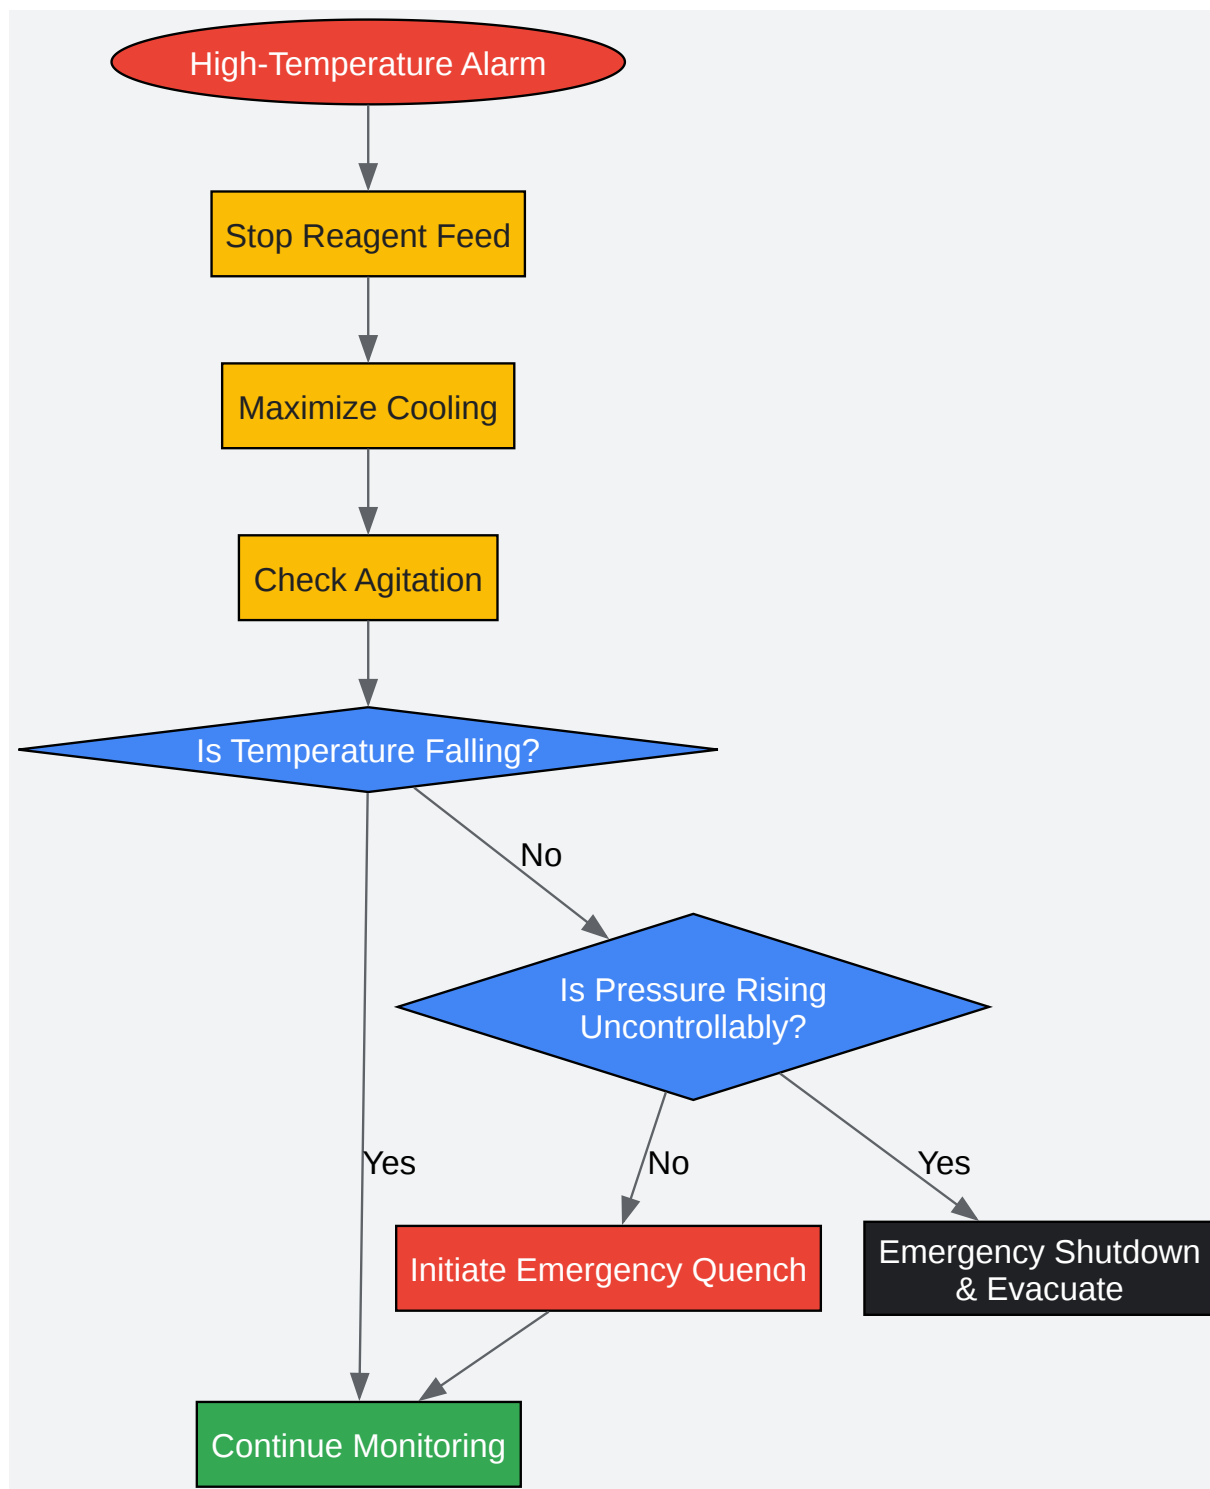 High-Temperature Alarm
Stop Reagent Feed
Maximize Cooling
Check Agitation
Is Temperature Falling?
No
Is Pressure Rising
Uncontrollably?
Yes
No
Yes
Initiate Emergency Quench
Emergency Shutdown
& Evacuate
Continue Monitoring